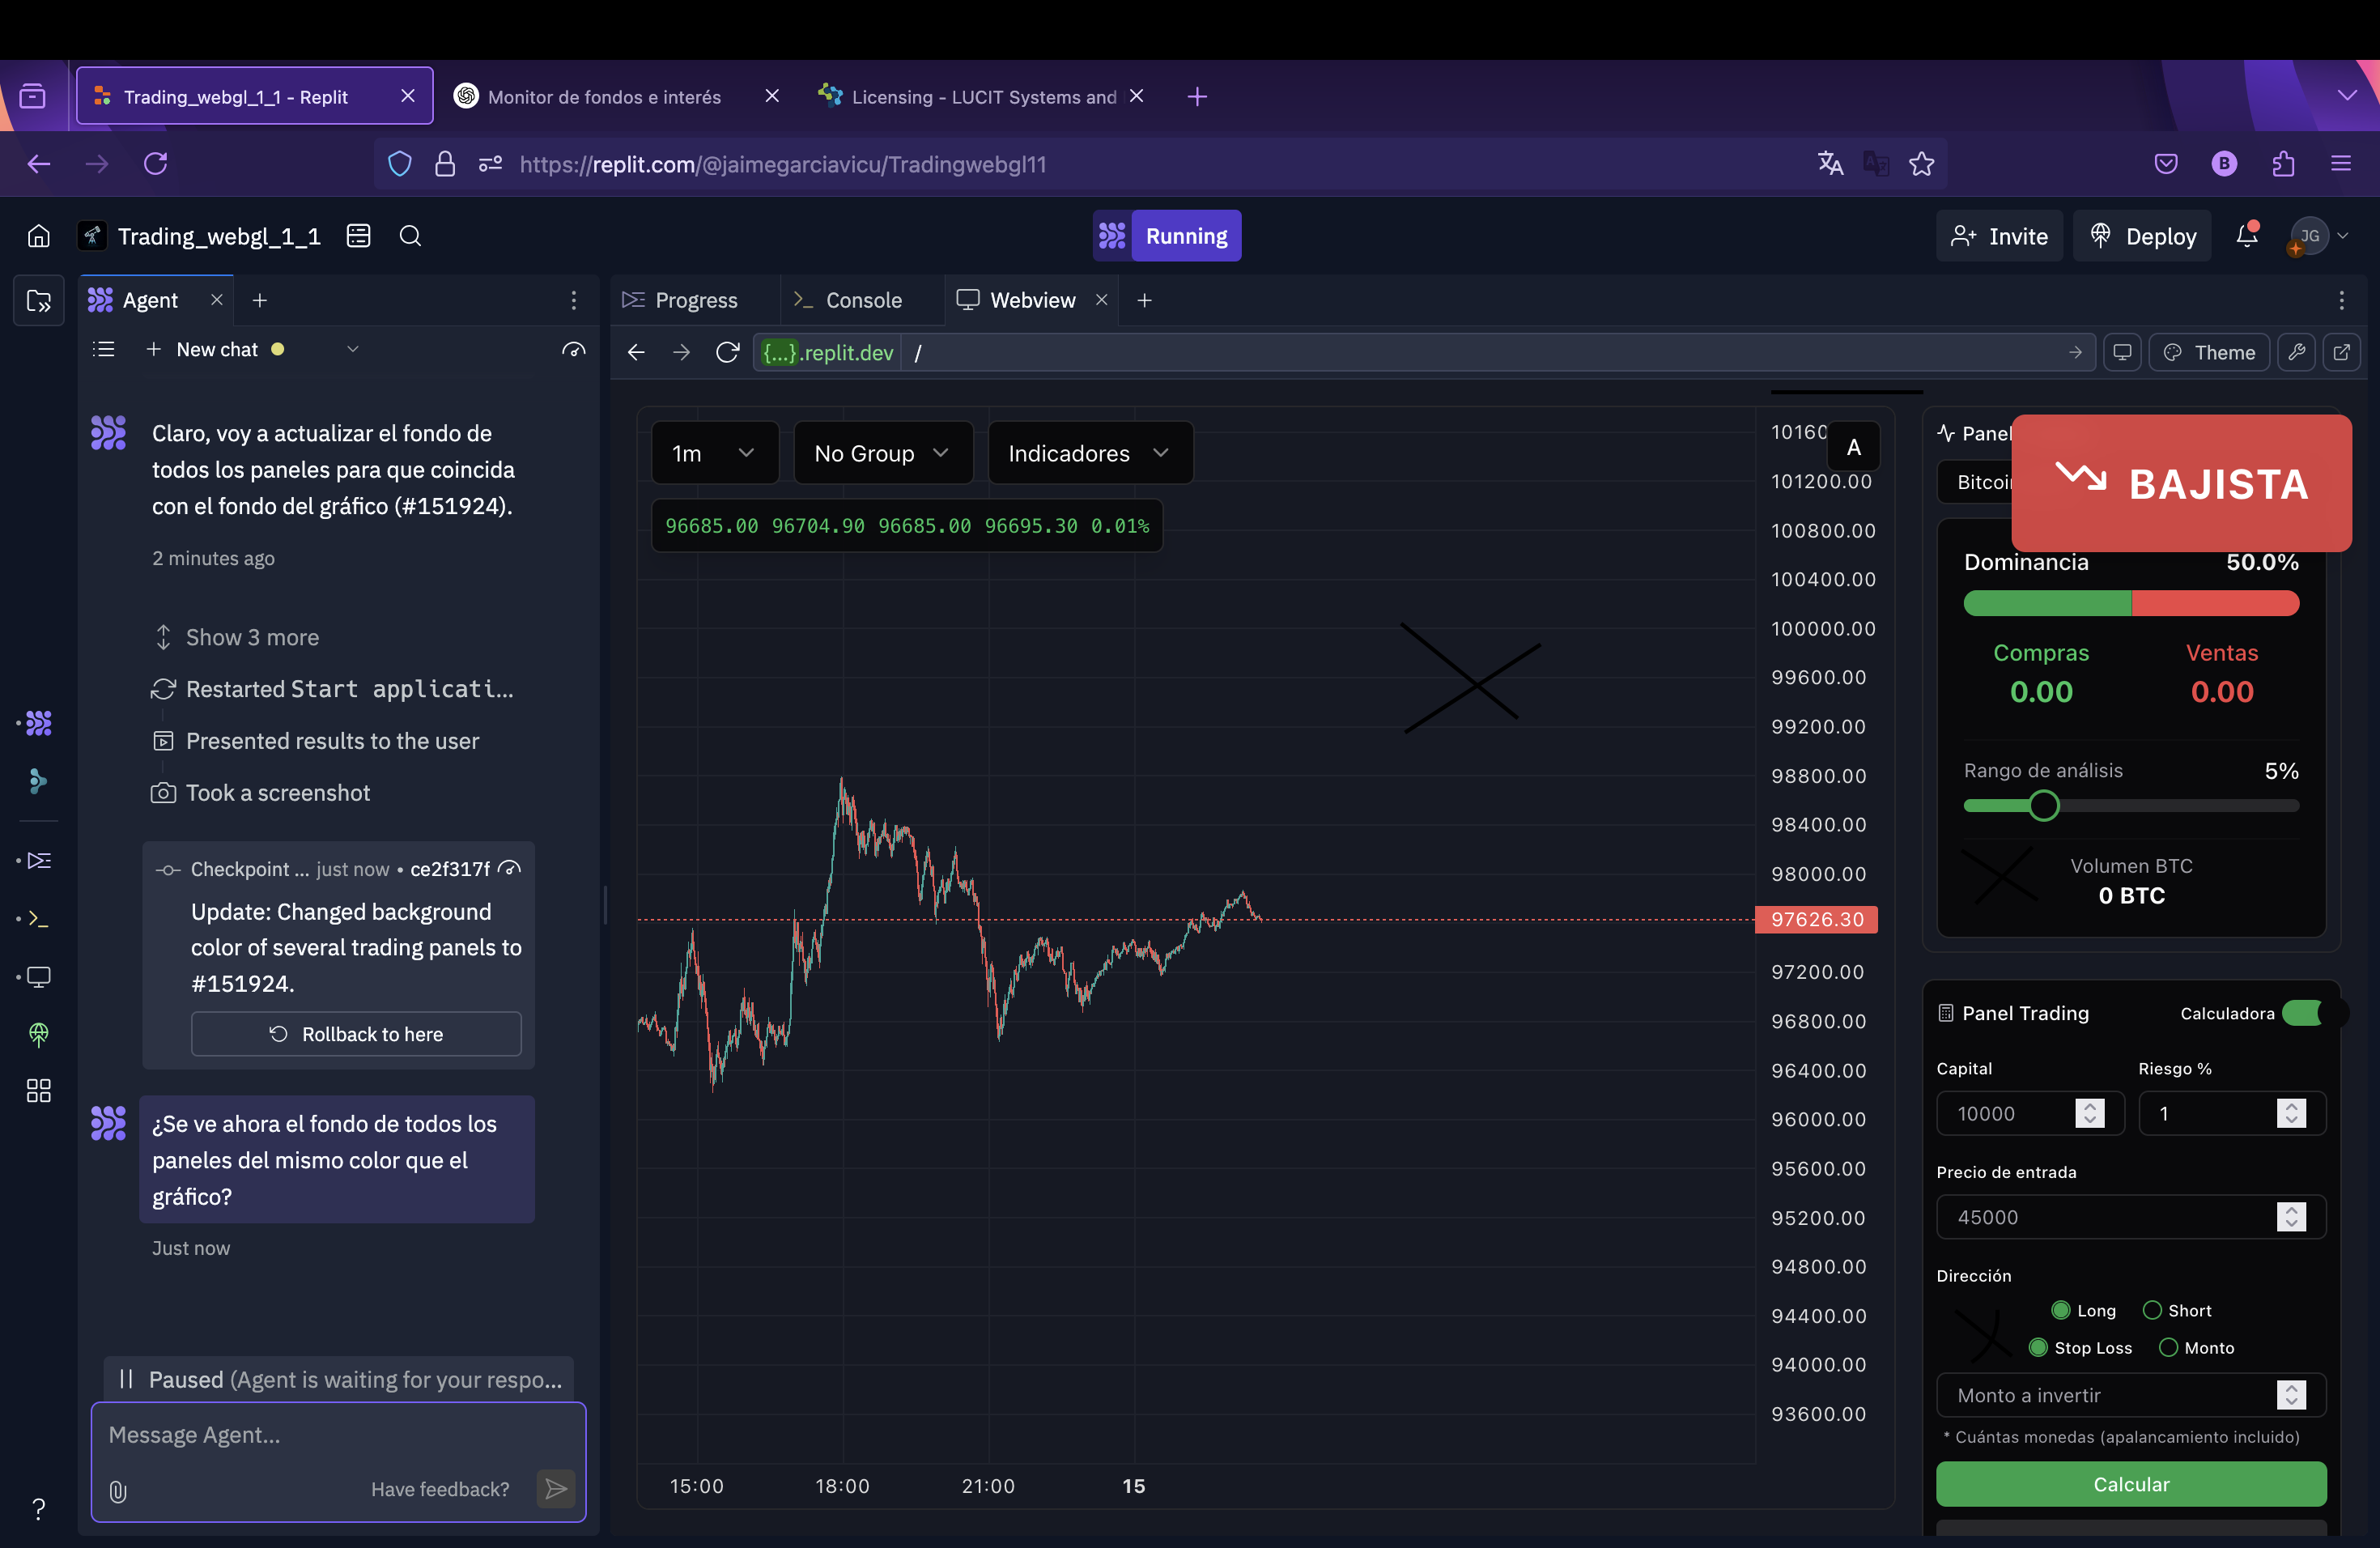 Trading_webgl_1_1 - Replit
Monitor de fondos e interés
Licensing - LUCIT Systems and
https://replit.com/@jaimegarciavicu/Tradingwebgl11
B
Trading_webgl_1_1
Running
Invite
Deploy
JG
Agent
Progress
Console
Webview
New chat
{...}.replit.dev
/
Theme
Claro, voy a actualizar el fondo de
todos los paneles para que coincida
con el fondo del gráfico (#151924).
2 minutes ago
Show 3 more
Restarted Start applicati...
Presented results to the user
Took a screenshot
Checkpoint ... just now • ce2f317f
Update: Changed background
color of several trading panels to
#151924.
Rollback to here
¿Se ve ahora el fondo de todos los
paneles del mismo color que el
gráfico?
Just now
Paused (Agent is waiting for your respo...
Message Agent...
Have feedback?
?
1m
No Group
Indicadores
96685.00 96704.90 96685.00 96695.30 0.01%
A
10160
101200.00
100800.00
100400.00
100000.00
99600.00
99200.00
98800.00
98400.00
98000.00
97626.30
97200.00
96800.00
96400.00
96000.00
95600.00
95200.00
94800.00
94400.00
94000.00
93600.00
15:00
18:00
21:00
15
Panel
Bitcoi
BAJISTA
Dominancia
50.0%
Compras
Ventas
0.00
0.00
Rango de análisis
5%
Volumen BTC
0 BTC
Panel Trading
Calculadora
Capital
Riesgo %
10000
1
Precio de entrada
45000
Dirección
Long
Short
Stop Loss
Monto
Monto a invertir
* Cuántas monedas (apalancamiento incluido)
Calcular